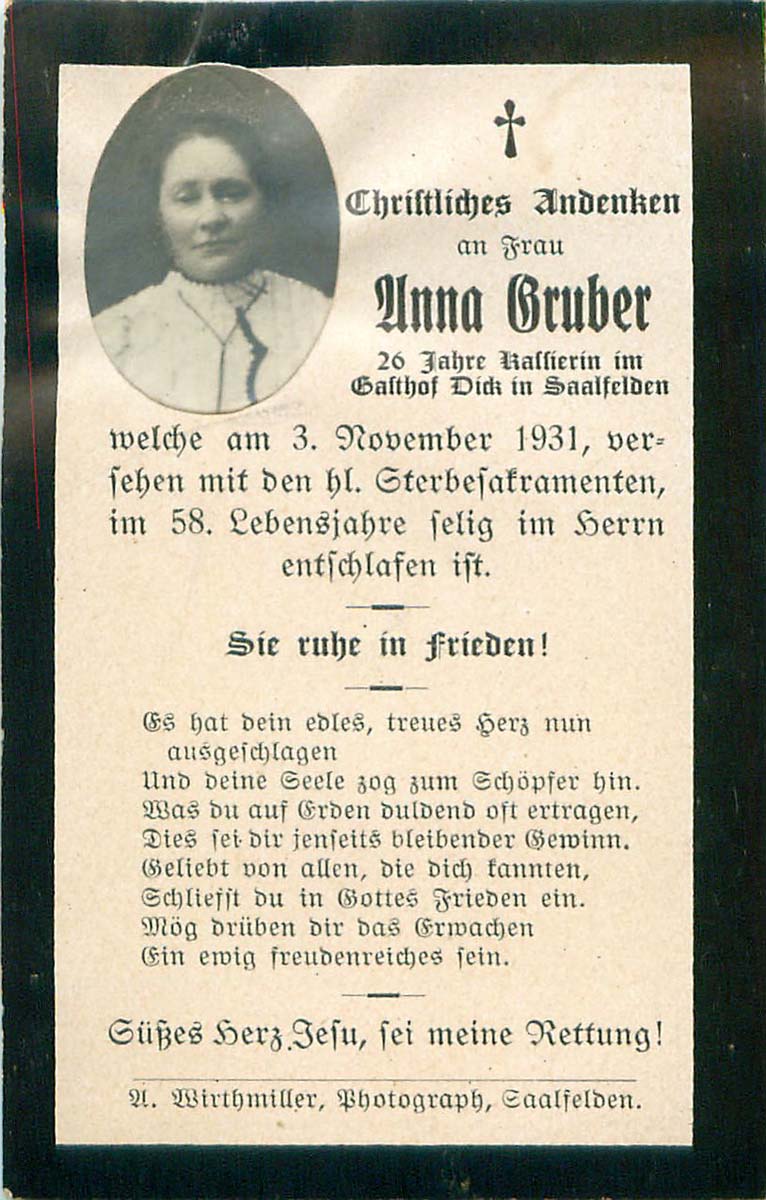 Christliches Andenken
an Frau
Anna Gruber
26 Jahre Kassierin im
Gasthof Dick in Saalfelden
welche am 3. November 1931, ver=
sehen mit den hl. Sterbesakramenten,
im 58. Lebensjahre selig im Herrn
entschlafen ist.
Sie ruhe in Frieden!
Es hat dein edles, treues Herz nun
ausgeschlagen
Und deine Seele zog zum Schöpfer hin.
Was du auf Erden duldend oft ertragen,
Dies sei dir jenseits bleibender Gewinn.
Geliebt von allen, die dich kannten,
Schliefst du in Gottes Frieden ein.
Mög drüben dir das Erwachen
Ein ewig freudenreiches sein.
Süßes Herz Jesu, sei meine Rettung!
A. Wirthmiller, Photograph, Saalfelden.